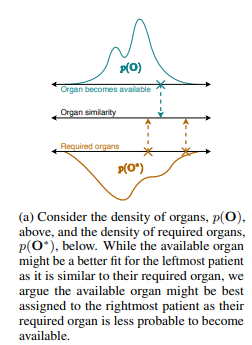 p(O)
Organ becomes available
Organ similarity
Required organs
p(O*)
(a) Consider the density of organs, p(O),
above, and the density of required organs,
p(O*), below. While the available organ
might be a better fit for the leftmost patient
as it is similar to their required organ, we
argue the available organ might be best
assigned to the rightmost patient as their
required organ is less probable to become
available.